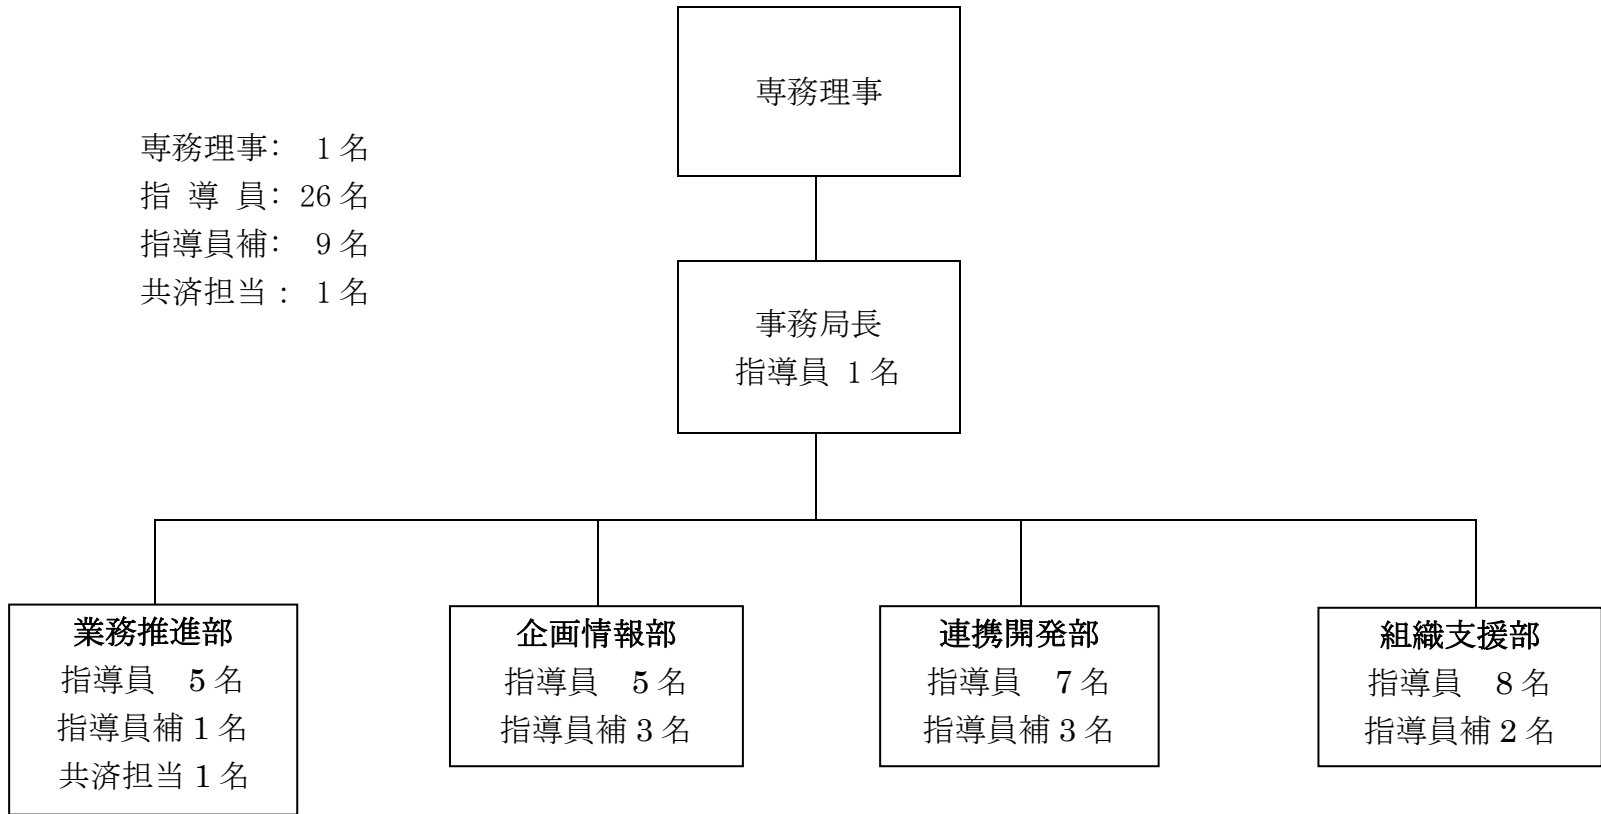 専務理事
専務理事: 1名
指 導 員: 26名
指導員補: 9名
共済担当: 1名
事務局長
指導員 1名
業務推進部
指導員 5名
指導員補 1名
共済担当 1名
企画情報部
指導員 5名
指導員補 3名
連携開発部
指導員 7名
指導員補 3名
組織支援部
指導員 8名
指導員補 2名